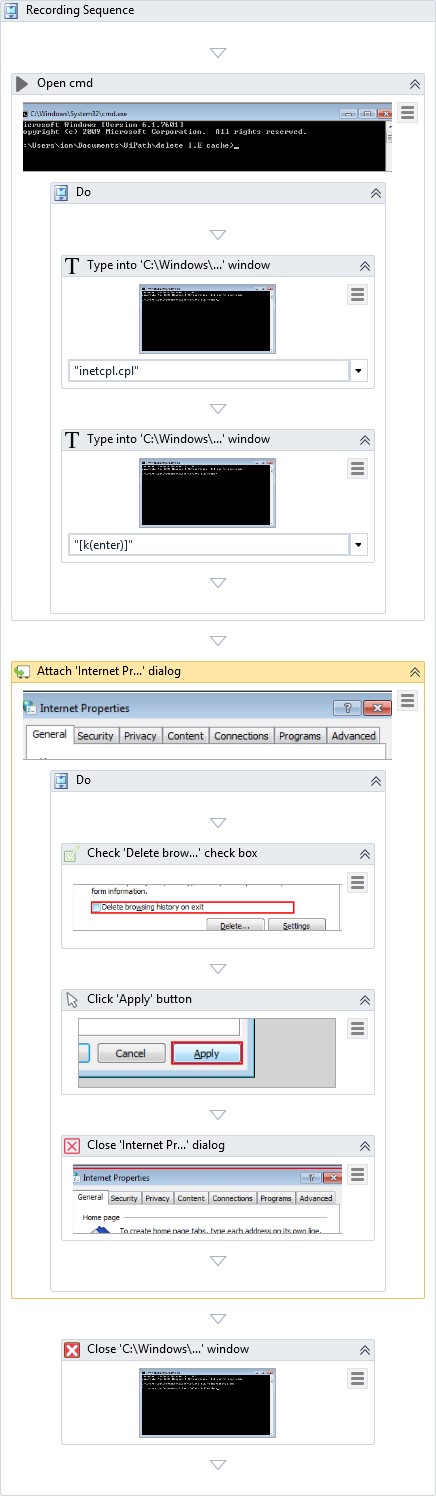 Recording Sequence
Open cmd
C:\Windows\System32\cmd.exe
icrosoft Windows [Version 6.1.7601]
opyright (c) 2009 Microsoft Corporation. All rights reserved.
:\Users\ion\Documents\UiPath\delete I.E cache>_
Do
Type into 'C:\Windows\...' window
"inetcpl.cpl"
Type into 'C:\Windows\...' window
"[k(enter)]"
Attach 'Internet Pr...' dialog
Internet Properties
General Security Privacy Content Connections Programs Advanced
Do
Check 'Delete brow...' check box
form information.
Delete browsing history on exit
Delete... Settings
Click 'Apply' button
Cancel Apply
Close 'Internet Pr...' dialog
Internet Properties
General Security Privacy Content Connections Programs Advanced
Home page
To create home page tabs, type each address on its own line.
Close 'C:\Windows\...' window